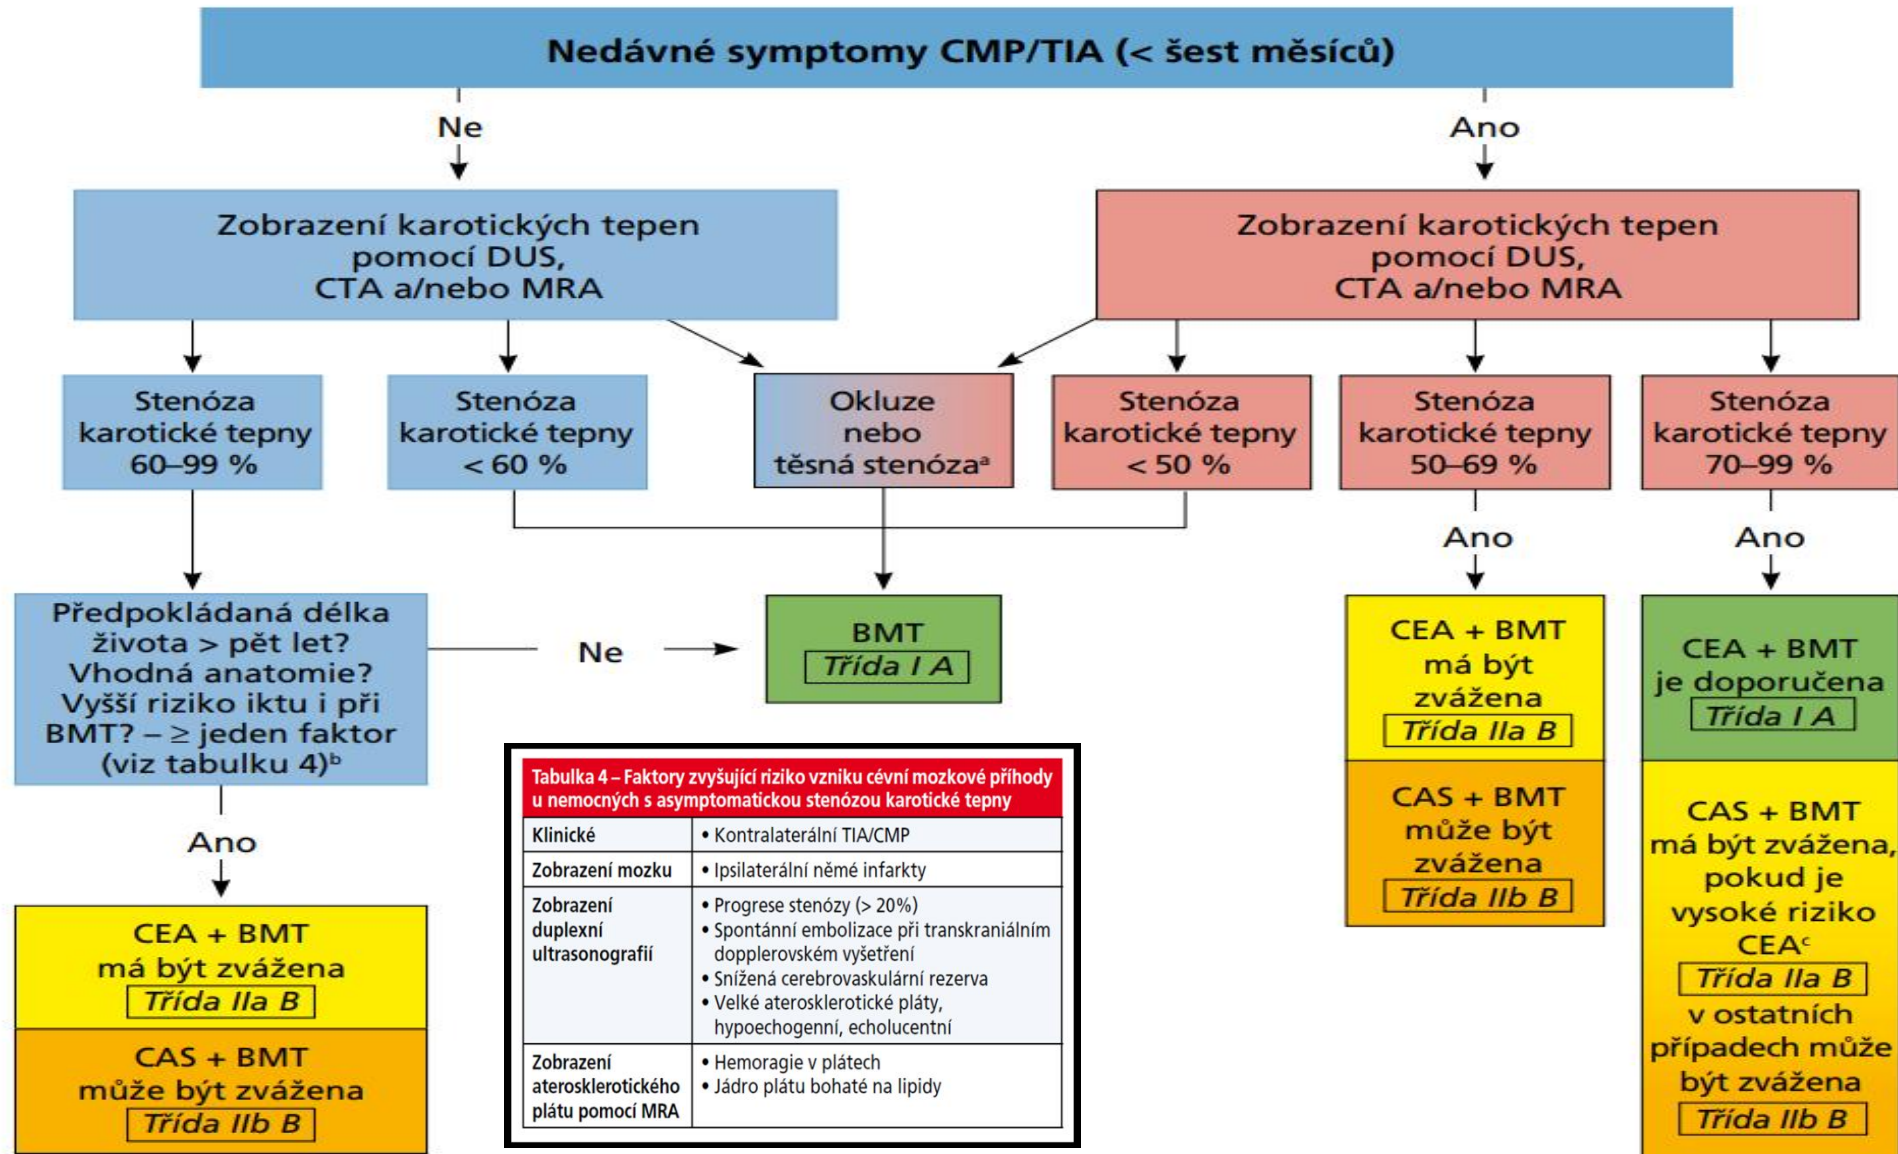 Nedávné symptomy CMP/TIA (< šest měsíců)
Ne
Ano
Zobrazení karotických tepen
pomocí DUS,
CTA a/nebo MRA
Zobrazení karotických tepen
pomocí DUS,
CTA a/nebo MRA
Stenóza
karotické tepny
60–99 %
Stenóza
karotické tepny
< 60 %
Okluze
nebo
těsná stenózaª
Stenóza
karotické tepny
< 50 %
Stenóza
karotické tepny
50–69 %
Stenóza
karotické tepny
70–99 %
Ano
Ano
Předpokládaná délka
života > pět let?
Vhodná anatomie?
Vyšší riziko iktu i při
BMT? – ≥ jeden faktor
(viz tabulku 4)ᵇ
Ne
BMT
Třída I A
CEA + BMT
má být
zvážena
Třída IIa B
CAS + BMT
může být
zvážena
Třída IIb B
CEA + BMT
je doporučena
Třída I A
CAS + BMT
má být zvážena,
pokud je
vysoké riziko
CEAᶜ
Třída IIa B
v ostatních
případech může
být zvážena
Třída IIb B
Ano
CEA + BMT
má být zvážena
Třída IIa B
CAS + BMT
může být zvážena
Třída IIb B
Tabulka 4 – Faktory zvyšující riziko vzniku cévní mozkové příhody
u nemocných s asymptomatickou stenózou karotické tepny
Klinické
• Kontralaterální TIA/CMP
Zobrazení mozku
• Ipsilaterální němé infarkty
Zobrazení
duplexní
ultrasonografií
• Progrese stenózy (> 20%)
• Spontánní embolizace při transkraniálním
dopplerovském vyšetření
• Snížená cerebrovaskulární rezerva
• Velké aterosklerotické pláty,
hypoechogenní, echolucentní
Zobrazení
aterosklerotického
plátu pomocí MRA
• Hemoragie v plátech
• Jádro plátu bohaté na lipidy